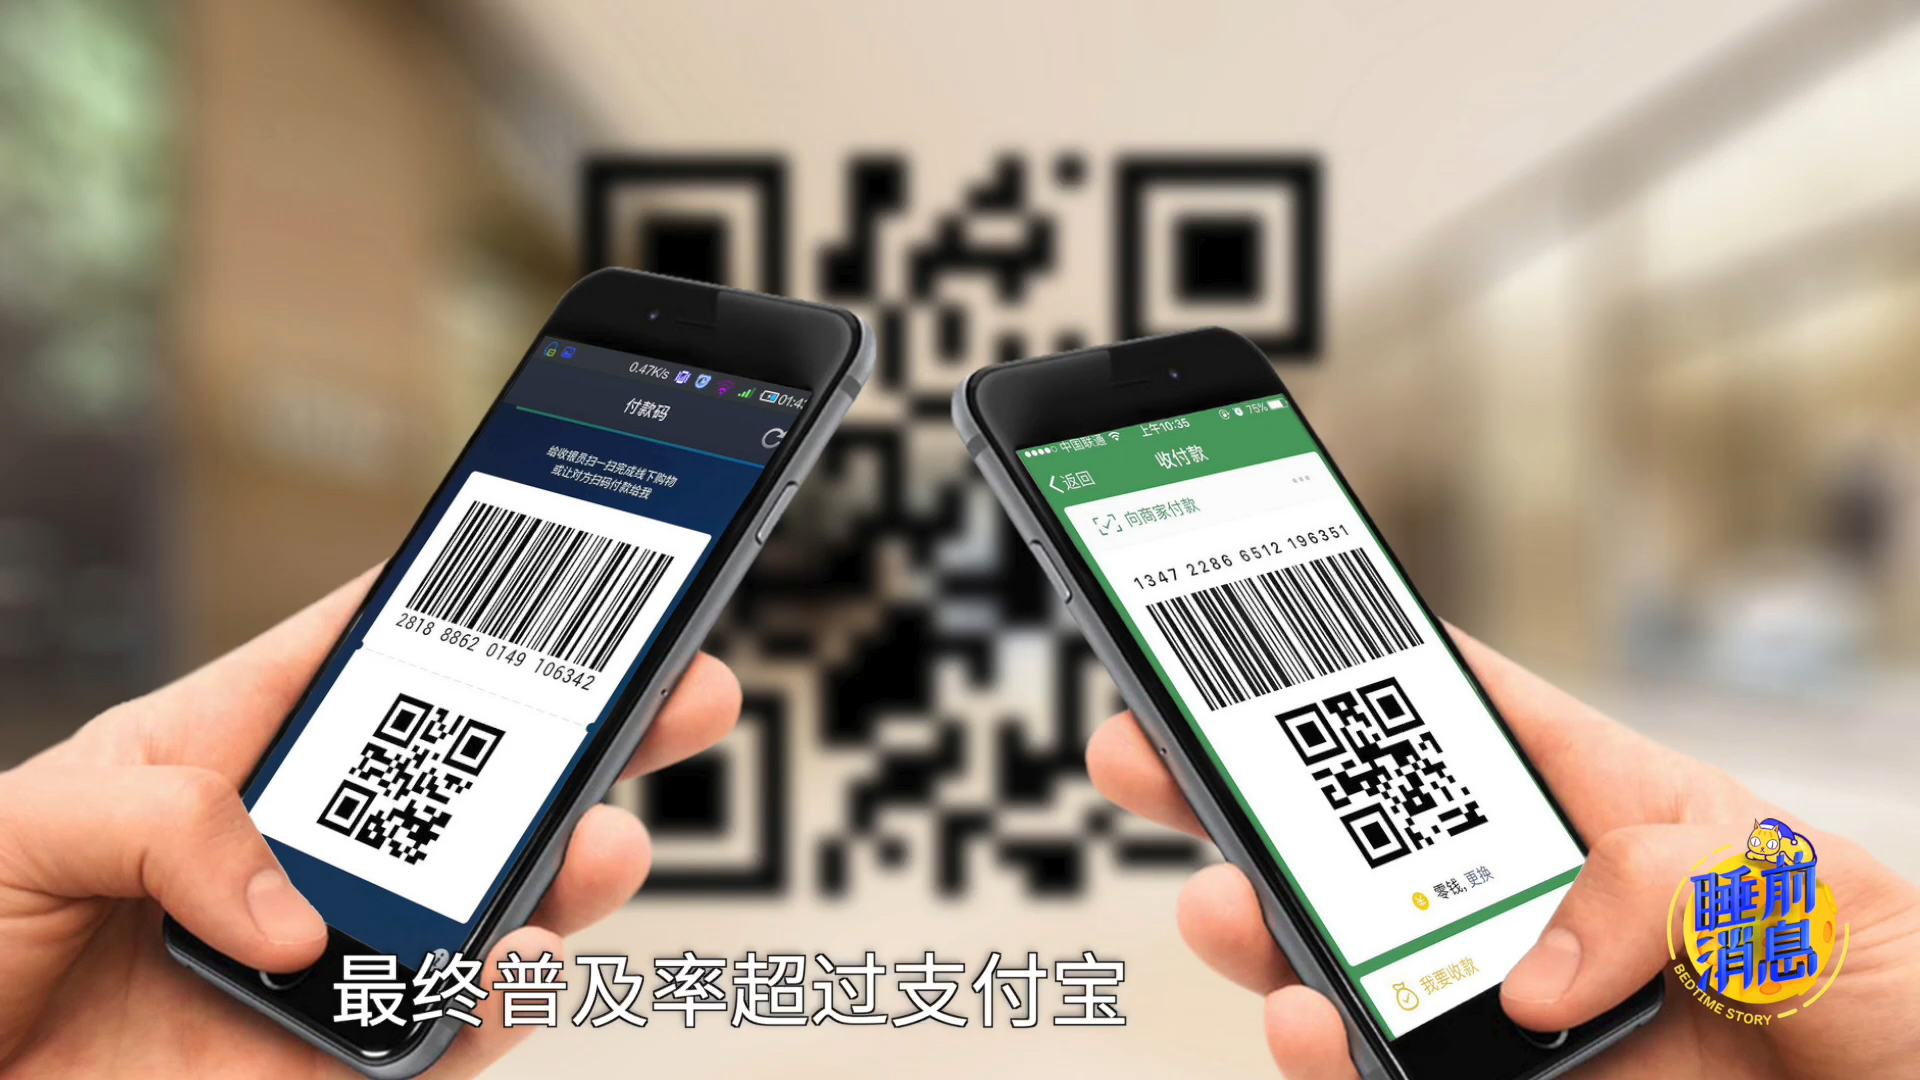 0.47K/s
01:43
付款码
给收银员扫一扫完成线下购物
或让对方扫码付款给我
2818 8862 0149 106342
中国联通
上午10:35
75%
返回
收付款
向商家付款
1347 2286 6512 196351
零钱, 更换
我要收款
最终普及率超过支付宝
睡前
消息
BEDTIME STORY